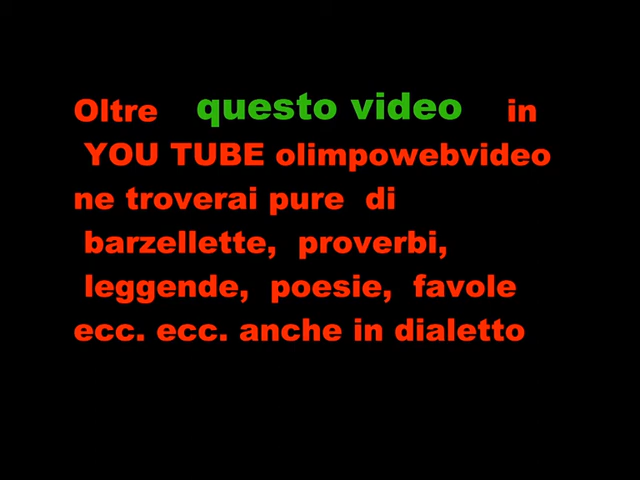 Oltre questo video in
YOU TUBE olimpowebvideo
ne troverai pure di
barzellette, proverbi,
leggende, poesie, favole
ecc. ecc. anche in dialetto